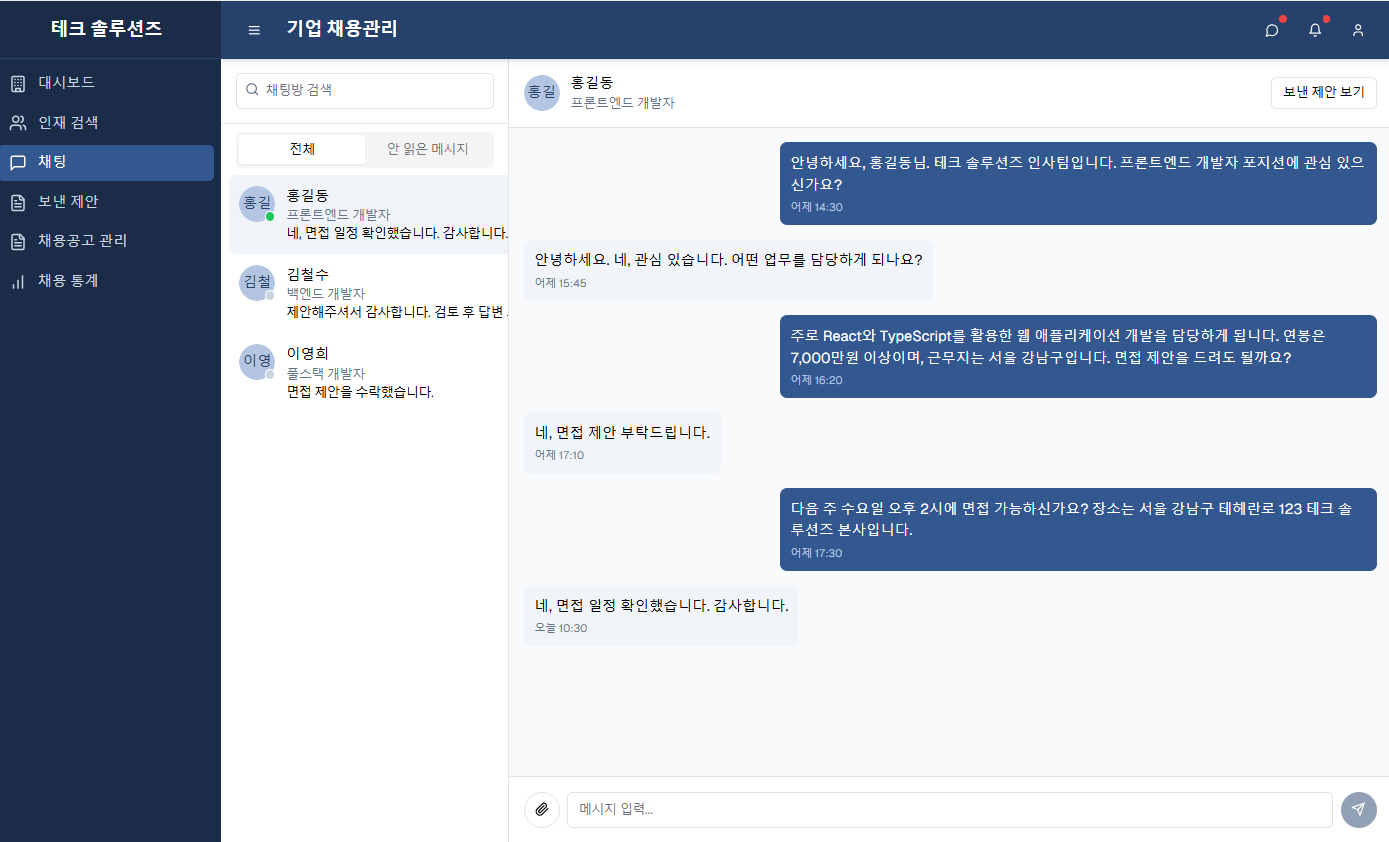 테크 솔루션즈
기업 채용관리
대시보드
인재 검색
채팅
보낸 제안
채용공고 관리
채용 통계
채팅방 검색
전체
안 읽은 메시지
홍길
홍길동
프론트엔드 개발자
네, 면접 일정 확인했습니다. 감사합니다.
김철
김철수
백엔드 개발자
제안해주셔서 감사합니다. 검토 후 답변
이영
이영희
풀스택 개발자
면접 제안을 수락했습니다.
홍길
홍길동
프론트엔드 개발자
보낸 제안 보기
안녕하세요, 홍길동님. 테크 솔루션즈 인사팀입니다. 프론트엔드 개발자 포지션에 관심 있으
신가요?
어제 14:30
안녕하세요. 네, 관심 있습니다. 어떤 업무를 담당하게 되나요?
어제 15:45
주로 React와 TypeScript를 활용한 웹 애플리케이션 개발을 담당하게 됩니다. 연봉은
7,000만원 이상이며, 근무지는 서울 강남구입니다. 면접 제안을 드려도 될까요?
어제 16:20
네, 면접 제안 부탁드립니다.
어제 17:10
다음 주 수요일 오후 2시에 면접 가능하신가요? 장소는 서울 강남구 테헤란로 123 테크 솔
루션즈 본사입니다.
어제 17:30
네, 면접 일정 확인했습니다. 감사합니다.
오늘 10:30
메시지 입력...